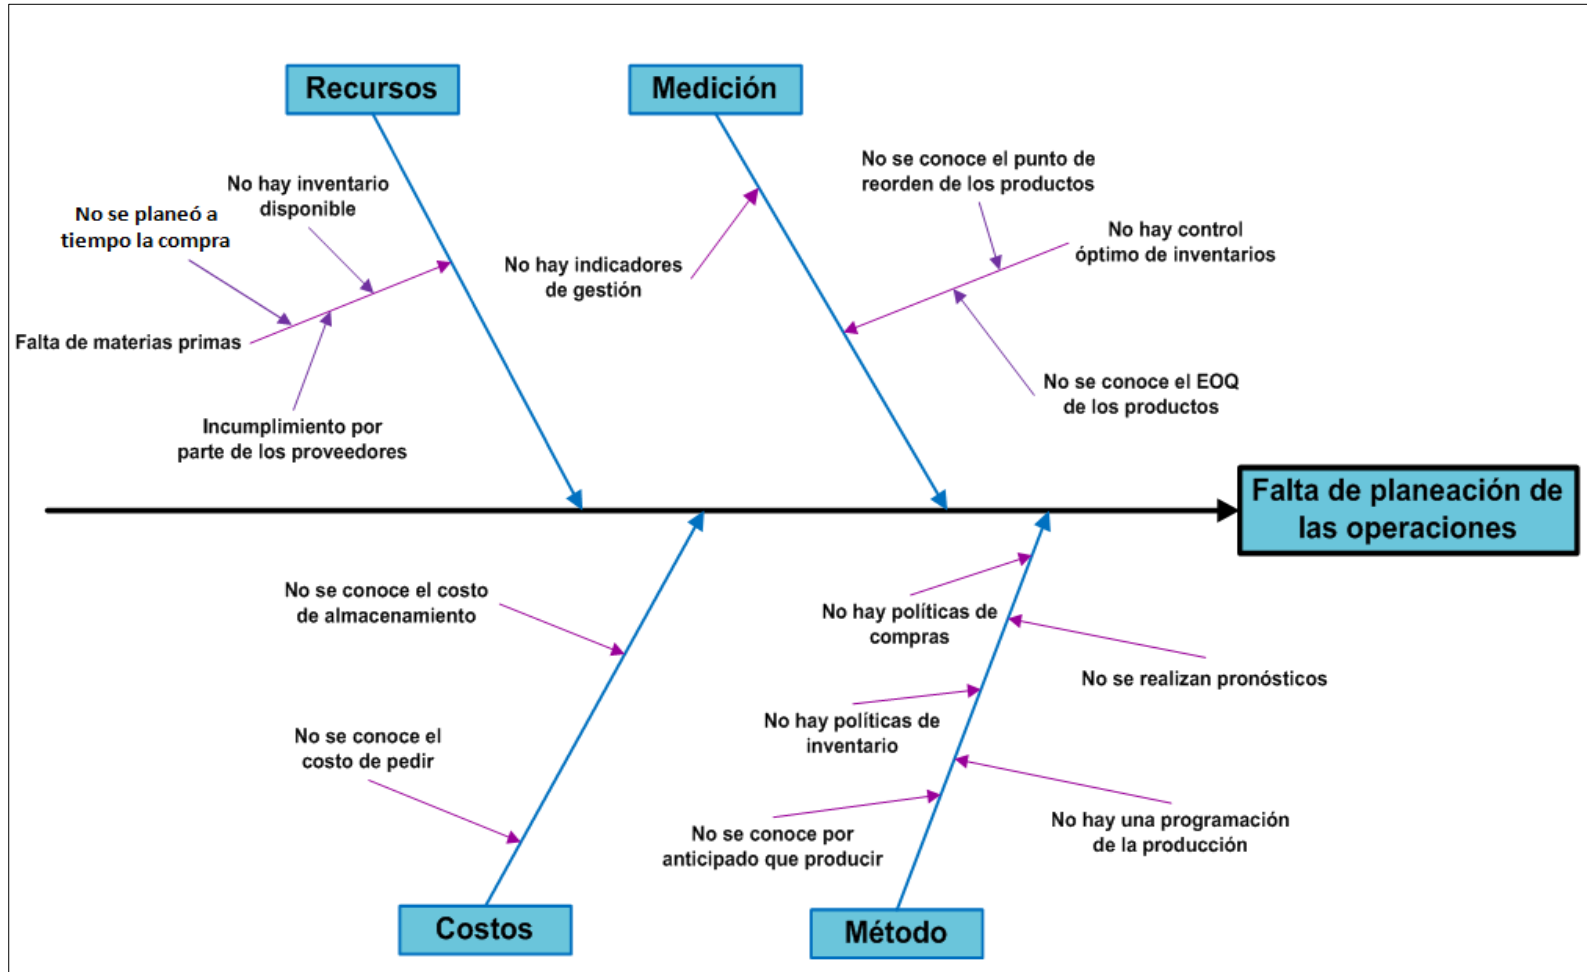 Recursos
Medición
No se conoce el punto de
reorden de los productos
No hay inventario
disponible
No se planeó a
tiempo la compra
No hay control
óptimo de inventarios
No hay indicadores
de gestión
Falta de materias primas
No se conoce el EOQ
de los productos
Incumplimiento por
parte de los proveedores
Falta de planeación de
las operaciones
No se conoce el costo
de almacenamiento
No hay políticas de
compras
No se realizan pronósticos
No hay políticas de
inventario
No se conoce el
costo de pedir
No hay una programación
de la producción
No se conoce por
anticipado que producir
Costos
Método